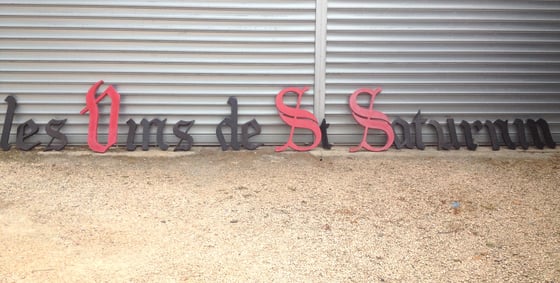 les Vins de St Saturnin